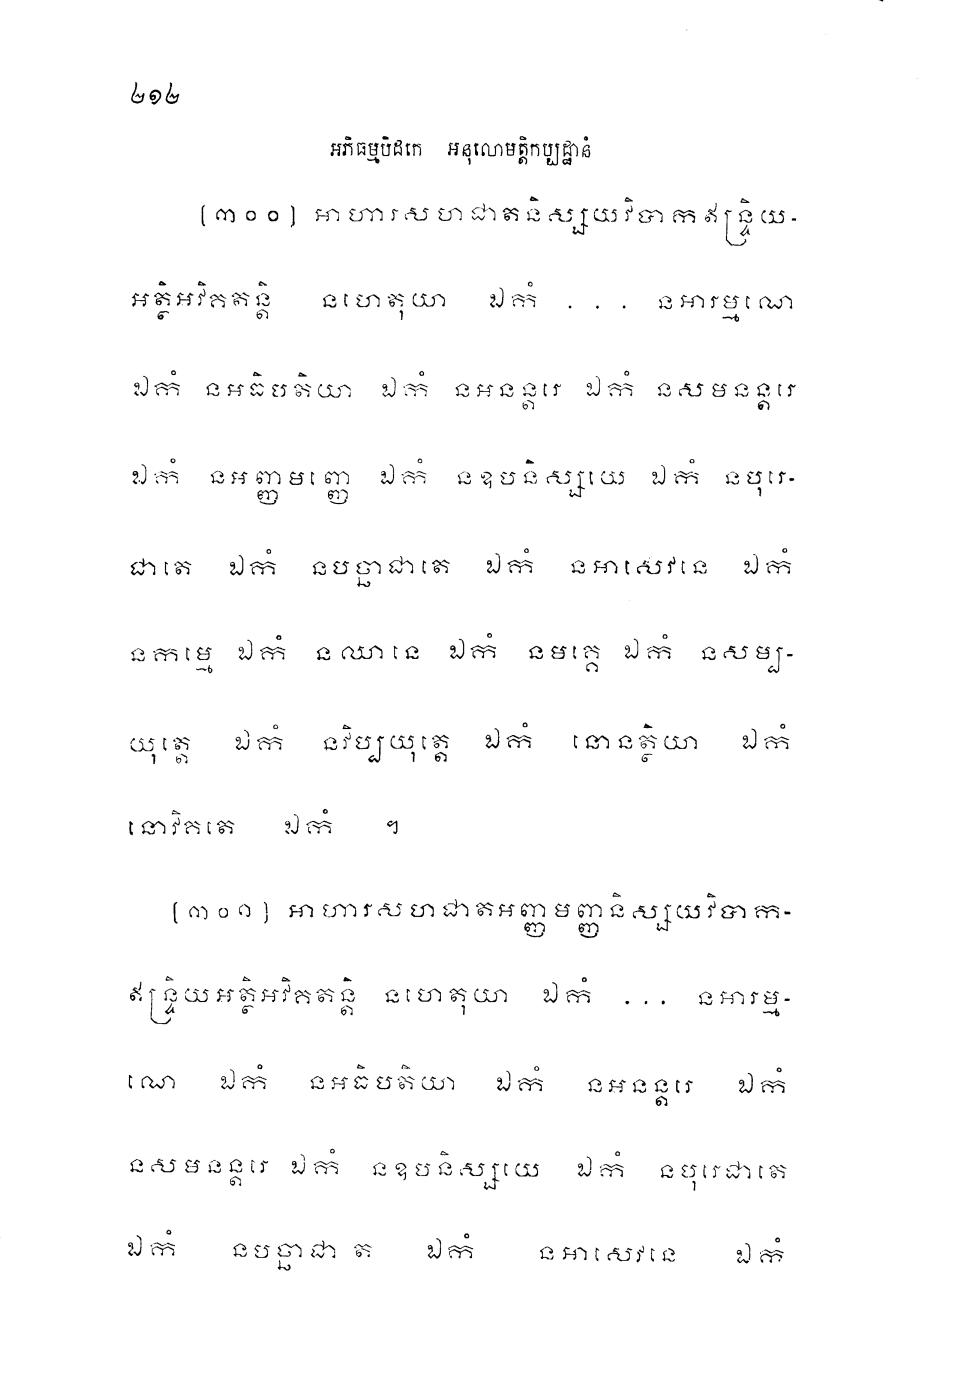 ២១២
អភិធម្មបិដកេ អនុលោមត្តិកប្បដ្ឋានំ
[៣០០] អាហារសហជាតនិស្សយវិបាកឥន្ទ្រិយ-
អត្ថិអវិគតន្តិ នហេតុយា ឯកំ ... នអារម្មណេ
ឯកំ នអធិបតិយា ឯកំ នអនន្តរេ ឯកំ នសមនន្តរេ
ឯកំ នអញ្ញមញ្ញេ ឯកំ នឧបនិស្សយេ ឯកំ នបុរេ-
ជាតេ ឯកំ នបច្ឆាជាតេ ឯកំ នអាសេវនេ ឯកំ
នកម្មេ ឯកំ នឈានេ ឯកំ នមគ្គេ ឯកំ នសម្ប-
យុត្តេ ឯកំ នវិប្បយុត្តេ ឯកំ នោនត្ថិយា ឯកំ
នោវិគតេ ឯកំ ។
[៣០១] អាហារសហជាតអញ្ញមញ្ញនិស្សយវិបាក-
ឥន្ទ្រិយអត្ថិអវិគតន្តិ នហេតុយា ឯកំ ... នអារម្ម-
ណេ ឯកំ នអធិបតិយា ឯកំ នអនន្តរេ ឯកំ
នសមនន្តរេ ឯកំ នឧបនិស្សយេ ឯកំ នបុរេជាតេ
ឯកំ នបច្ឆាជាត ឯកំ នអាសេវនេ ឯកំ